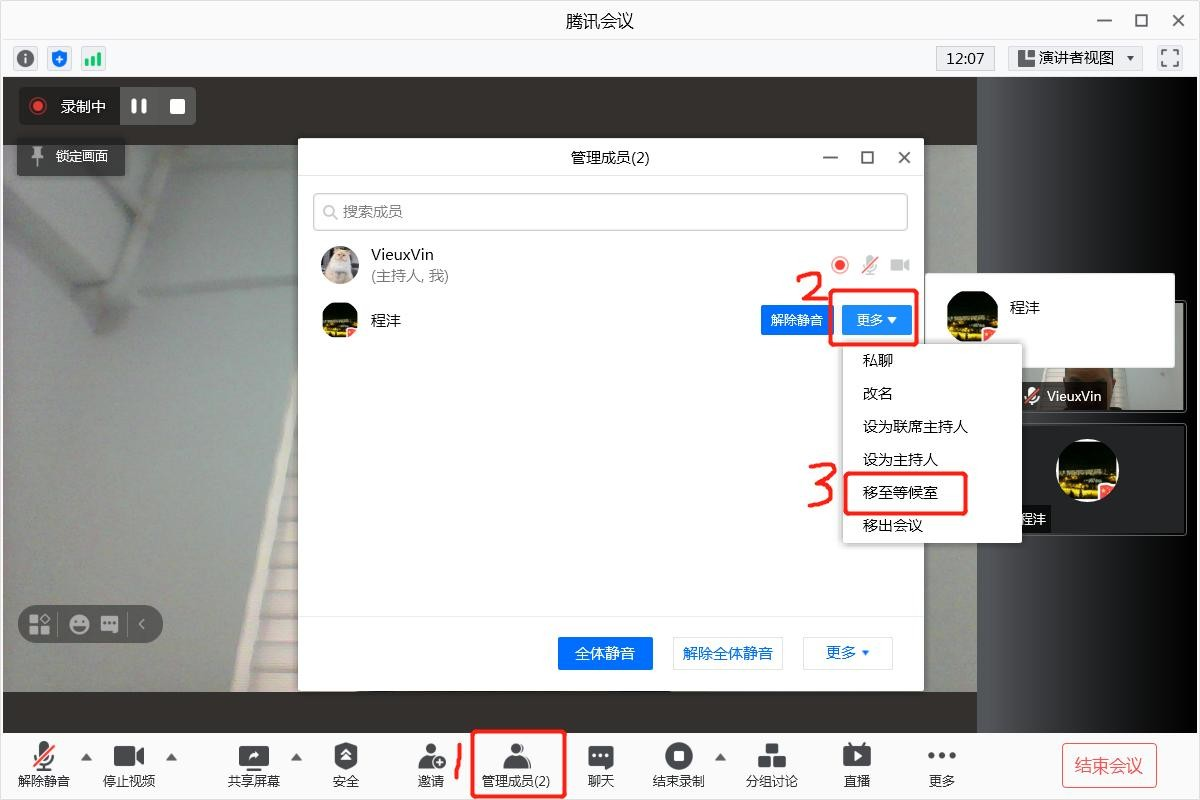 腾讯会议
12:07
演讲者视图
录制中
锁定画面
管理成员(2)
搜索成员
VieuxVin
(主持人, 我)
2
程沣
解除静音
更多
程沣
私聊
改名
设为联席主持人
设为主持人
3
移至等候室
移出会议
VieuxVin
程沣
全体静音
解除全体静音
更多
解除静音
停止视频
共享屏幕
安全
邀请
1
管理成员(2)
聊天
结束录制
分组讨论
直播
更多
结束会议